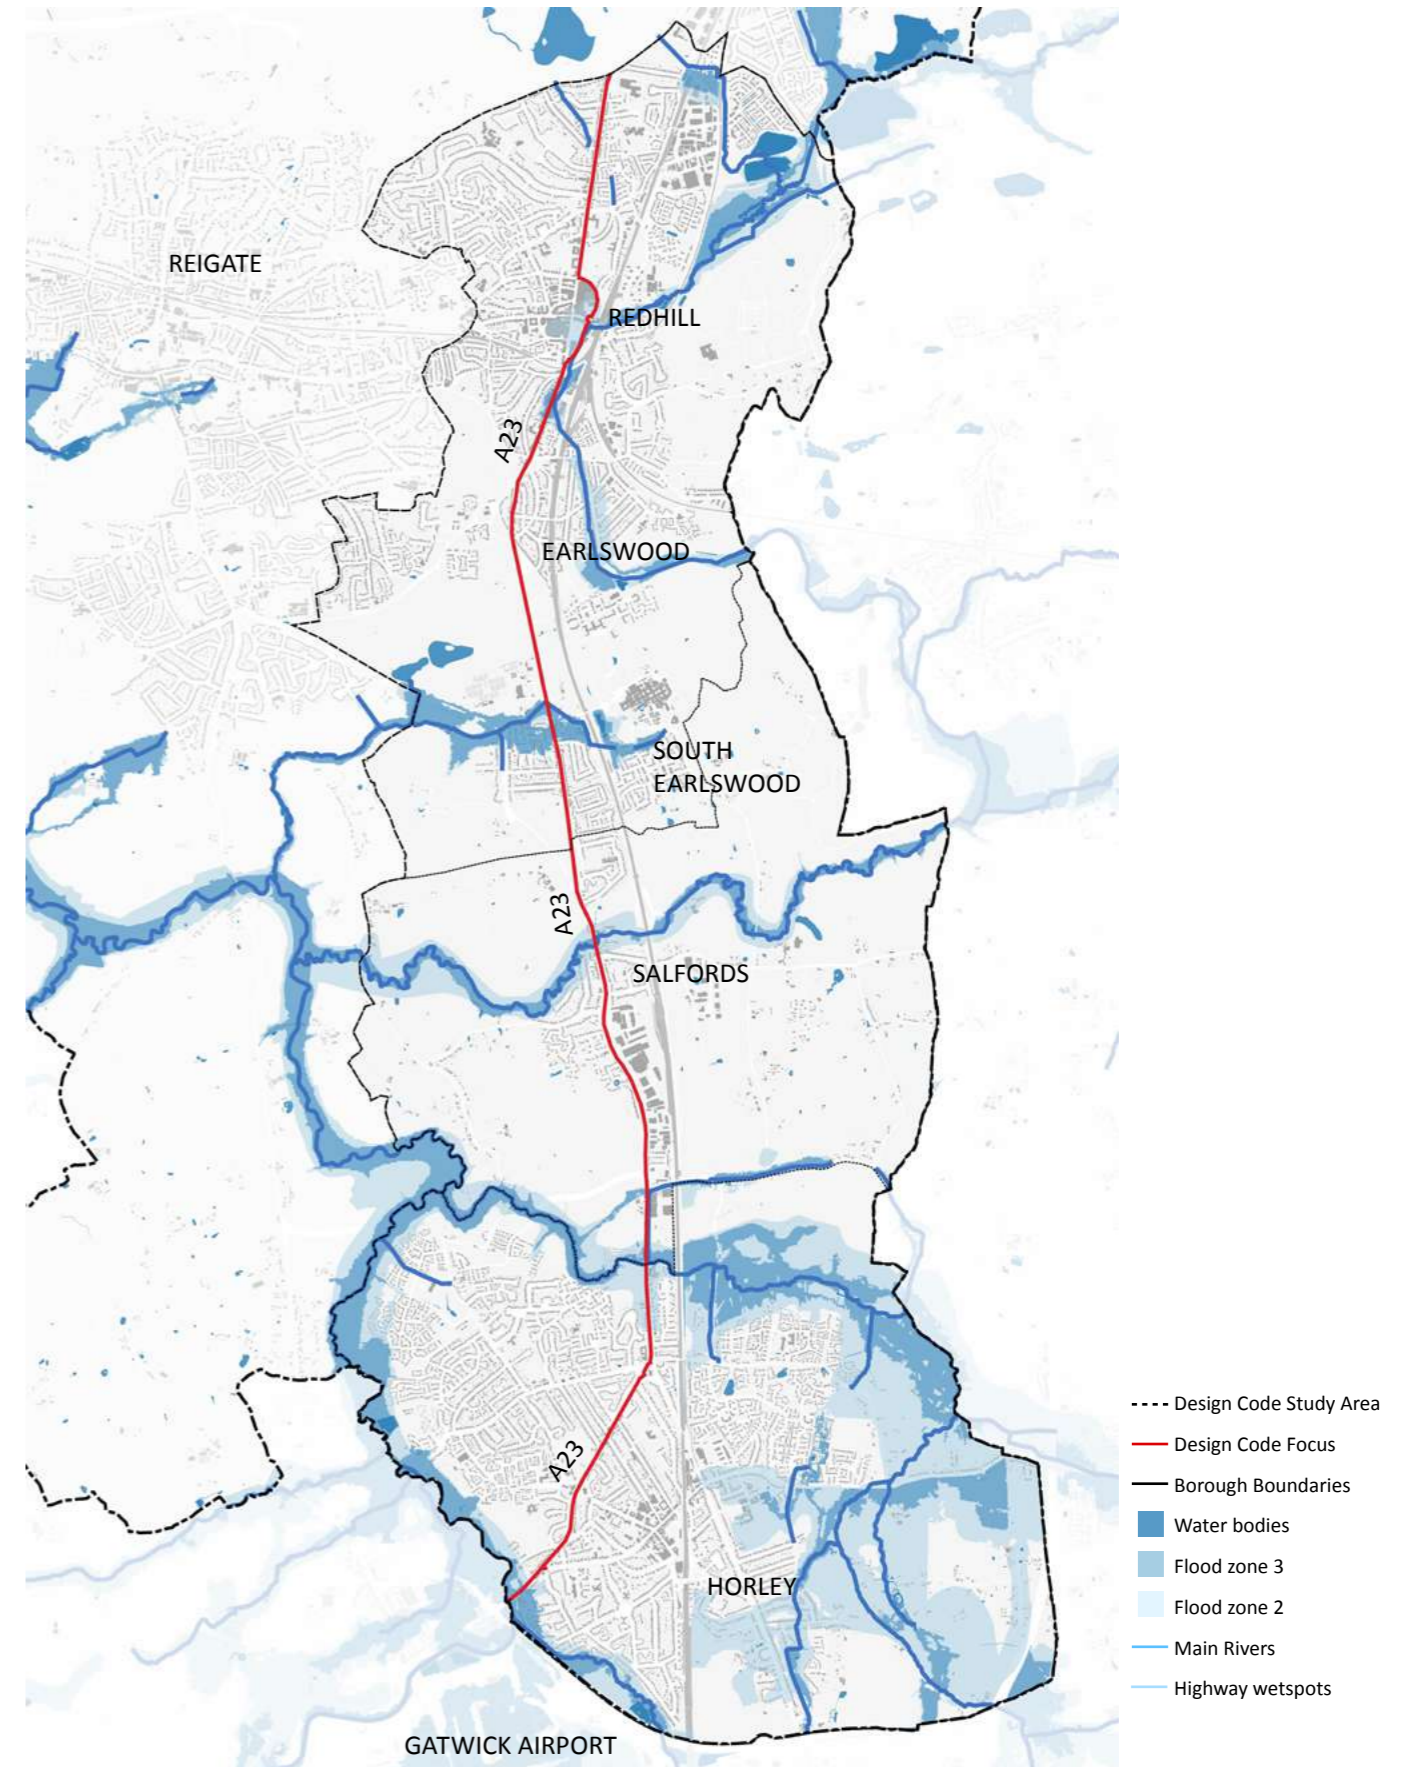 REIGATE
REDHILL
A23
EARLSWOOD
SOUTH
EARLSWOOD
A23
SALFORDS
A23
HORLEY
GATWICK AIRPORT
Design Code Study Area
Design Code Focus
Borough Boundaries
Water bodies
Flood zone 3
Flood zone 2
Main Rivers
Highway wetspots